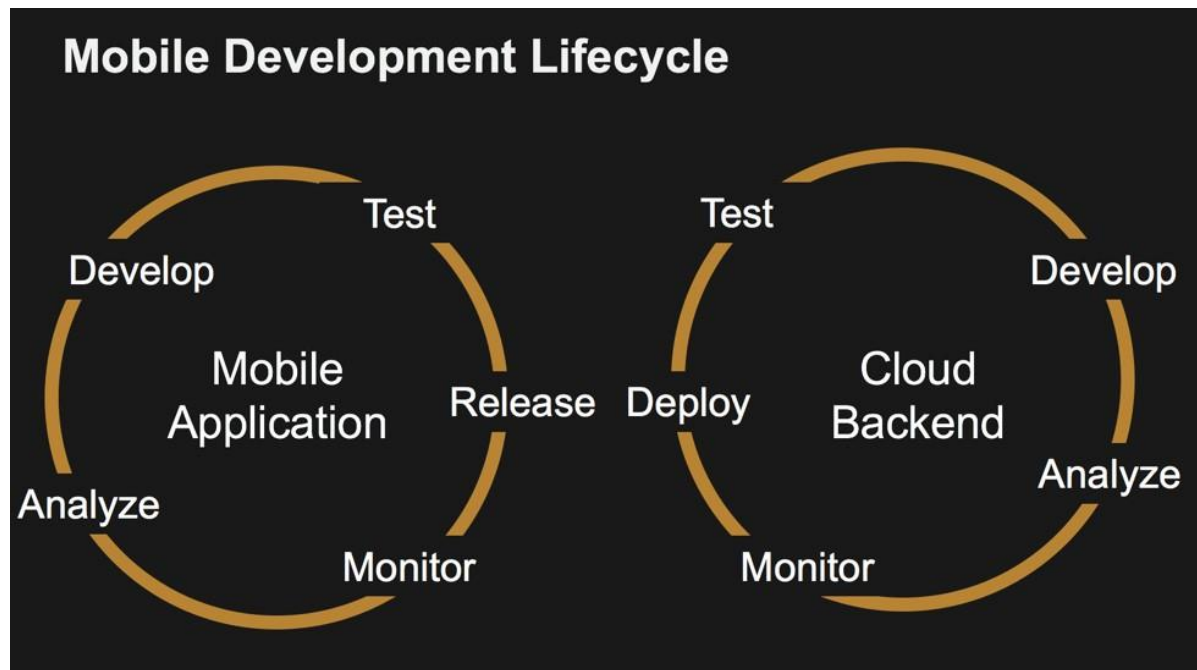 Mobile Development Lifecycle
Test
Develop
Mobile
Application
Release
Analyze
Monitor
Test
Develop
Cloud
Backend
Deploy
Analyze
Monitor